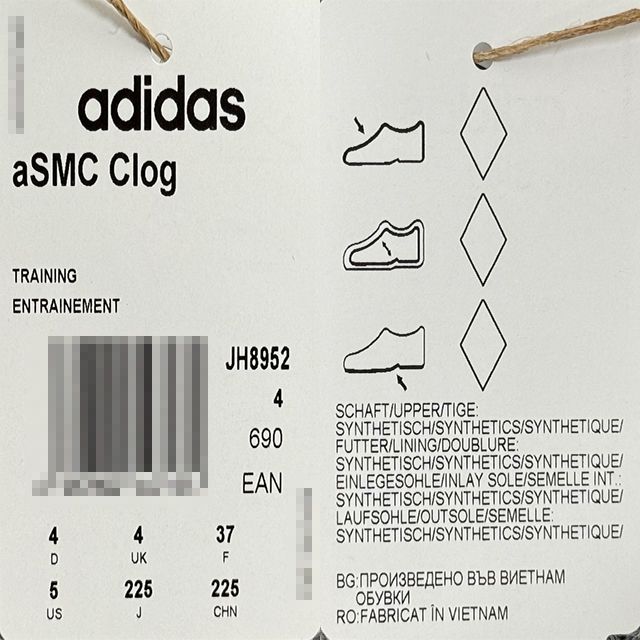 adidas
aSMC Clog
TRAINING
ENTRAINEMENT
JH8952
4
690
EAN
4 4 37
D UK F
5 225 225
US J CHN
SCHAFT/UPPER/TIGE:
SYNTHETISCH/SYNTHETICS/SYNTHETIQUE/
FUTTER/LINING/DOUBLURE:
SYNTHETISCH/SYNTHETICS/SYNTHETIQUE/
EINLEGESOHLE/INLAY SOLE/SEMELLE INT.:
SYNTHETISCH/SYNTHETICS/SYNTHETIQUE/
LAUFSOHLE/OUTSOLE/SEMELLE:
SYNTHETISCH/SYNTHETICS/SYNTHETIQUE/
BG:ПРОИЗВЕДЕНО ВЪВ ВИЕТНАМ
ОБУВКИ
RO:FABRICAT ÎN VIETNAM